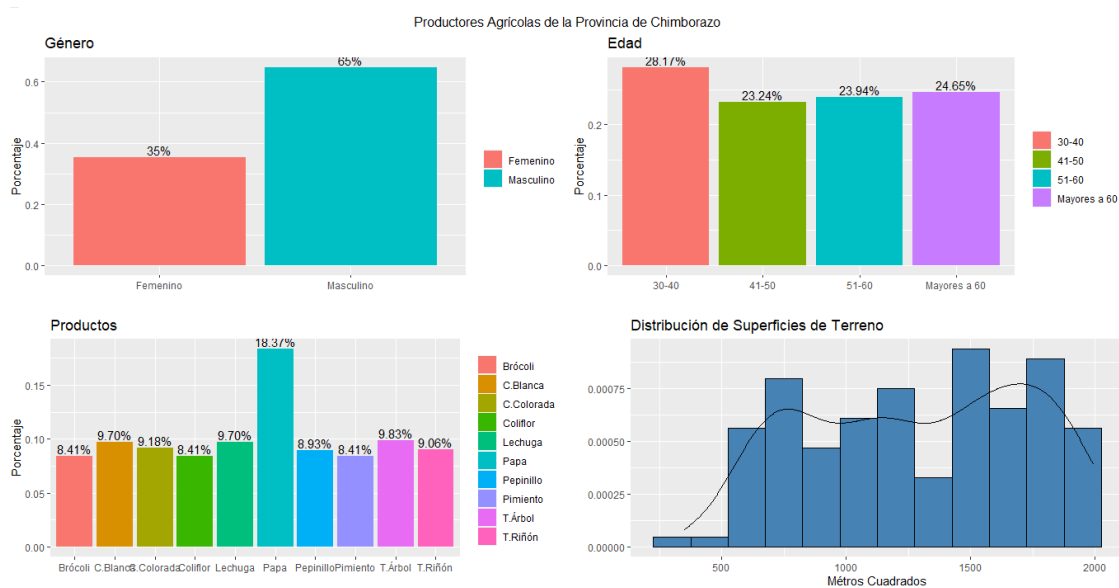 Productores Agrícolas de la Provincia de Chimborazo
Género
Porcentaje
0.6
0.4
0.2
0.0
35%
65%
Femenino
Masculino
Femenino
Masculino
Edad
Porcentaje
0.2
0.1
0.0
28.17%
23.24%
23.94%
24.65%
30-40
41-50
51-60
Mayores a 60
30-40
41-50
51-60
Mayores a 60
Productos
Porcentaje
0.15
0.10
0.05
0.00
8.41%
9.70%
9.18%
8.41%
9.70%
18.37%
8.93%
8.41%
9.83%
9.06%
Brócoli
C.Blanca
C.Colorada
Coliflor
Lechuga
Papa
Pepinillo
Pimiento
T.Árbol
T.Riñón
Brócoli
C.Blanca
C.Colorada
Coliflor
Lechuga
Papa
Pepinillo
Pimiento
T.Árbol
T.Riñón
Distribución de Superficies de Terreno
0.00075
0.00050
0.00025
0.00000
500
1000
1500
2000
Métros Cuadrados